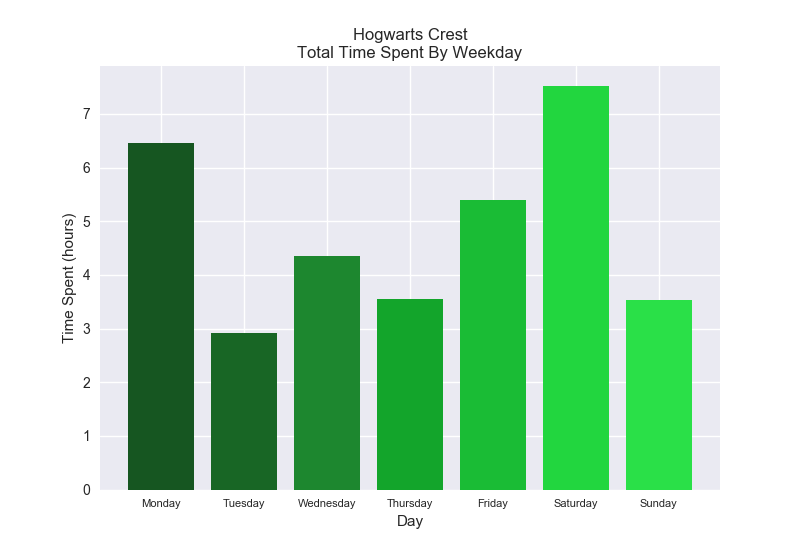 Hogwarts Crest
Total Time Spent By Weekday
Time Spent (hours)
7
6
5
4
3
2
1
0
Monday Tuesday Wednesday Thursday Friday Saturday Sunday
Day